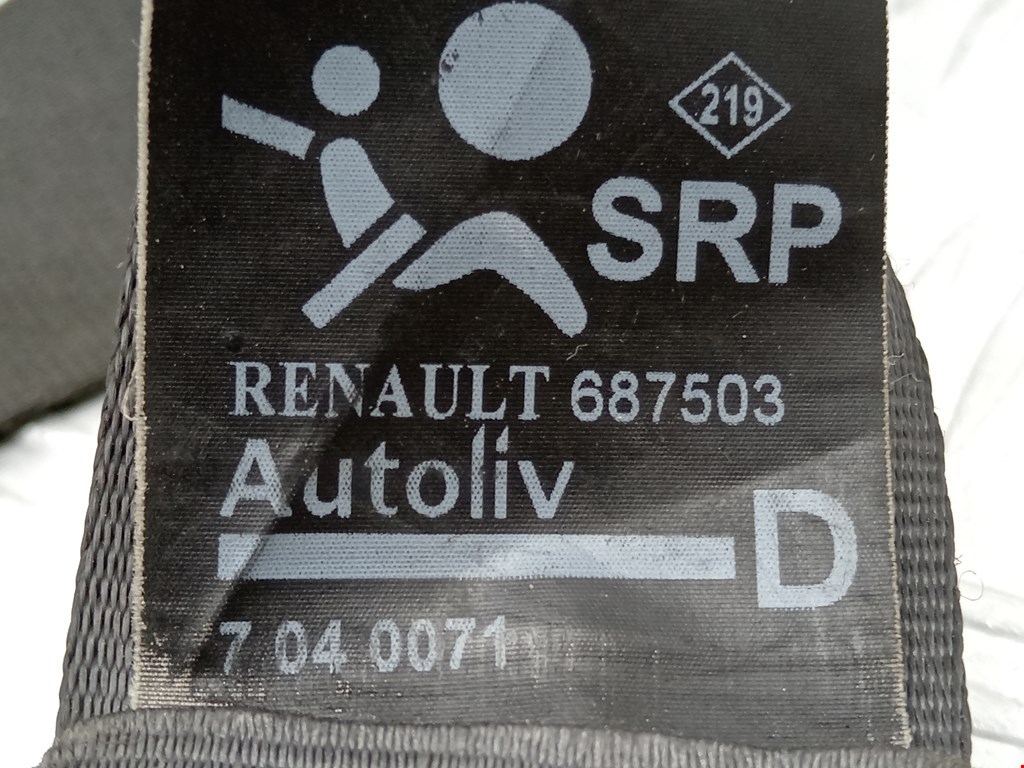 219
SRP
RENAULT 687503
Autoliv
D
7 04 0071